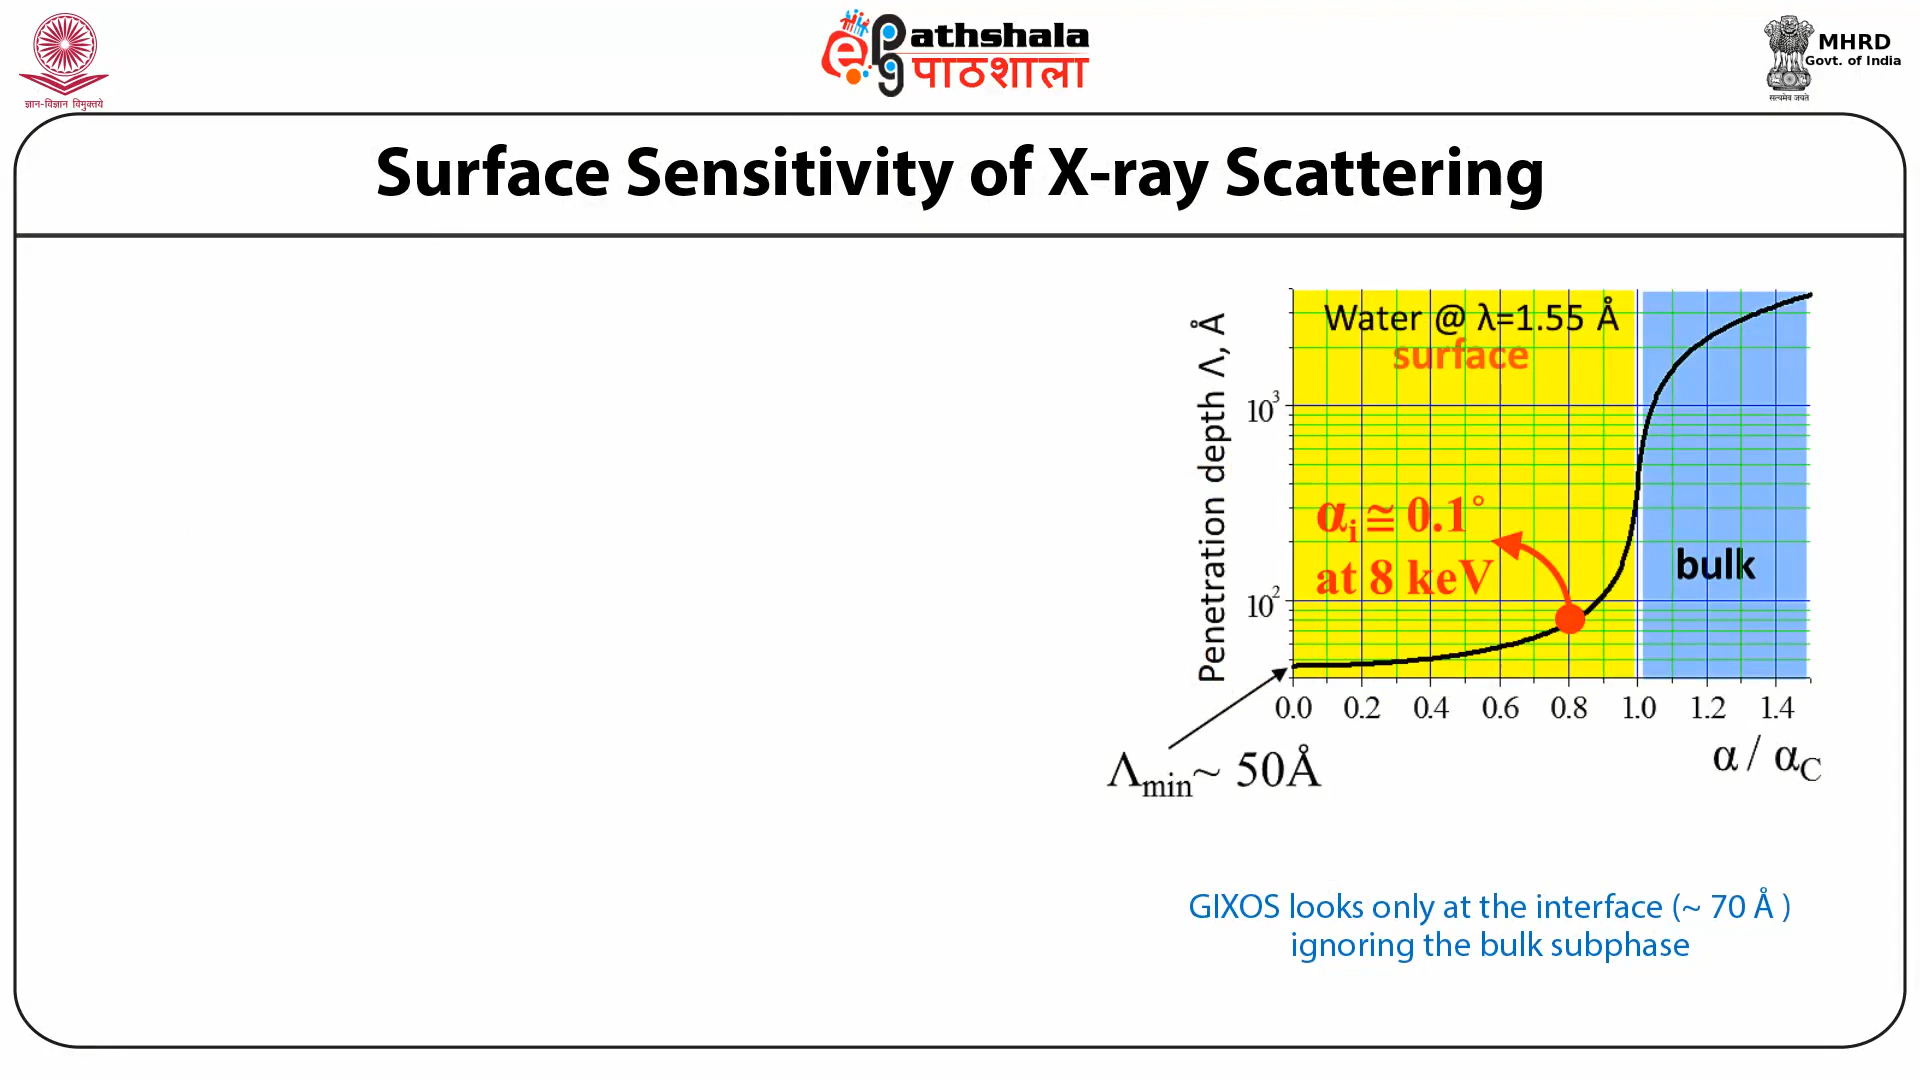 ज्ञान-विज्ञान विमुक्तये
ePathshala
पाठशाला
MHRD
Govt. of India
सत्यमेव जयते
Surface Sensitivity of X-ray Scattering
Water @ λ=1.55 Å
surface
Penetration depth Λ, Å
10³
10²
αᵢ ≅ 0.1°
at 8 keV
bulk
0.0 0.2 0.4 0.6 0.8 1.0 1.2 1.4
α / α_C
Λ_min ~ 50Å
GIXOS looks only at the interface (~ 70 Å )
ignoring the bulk subphase